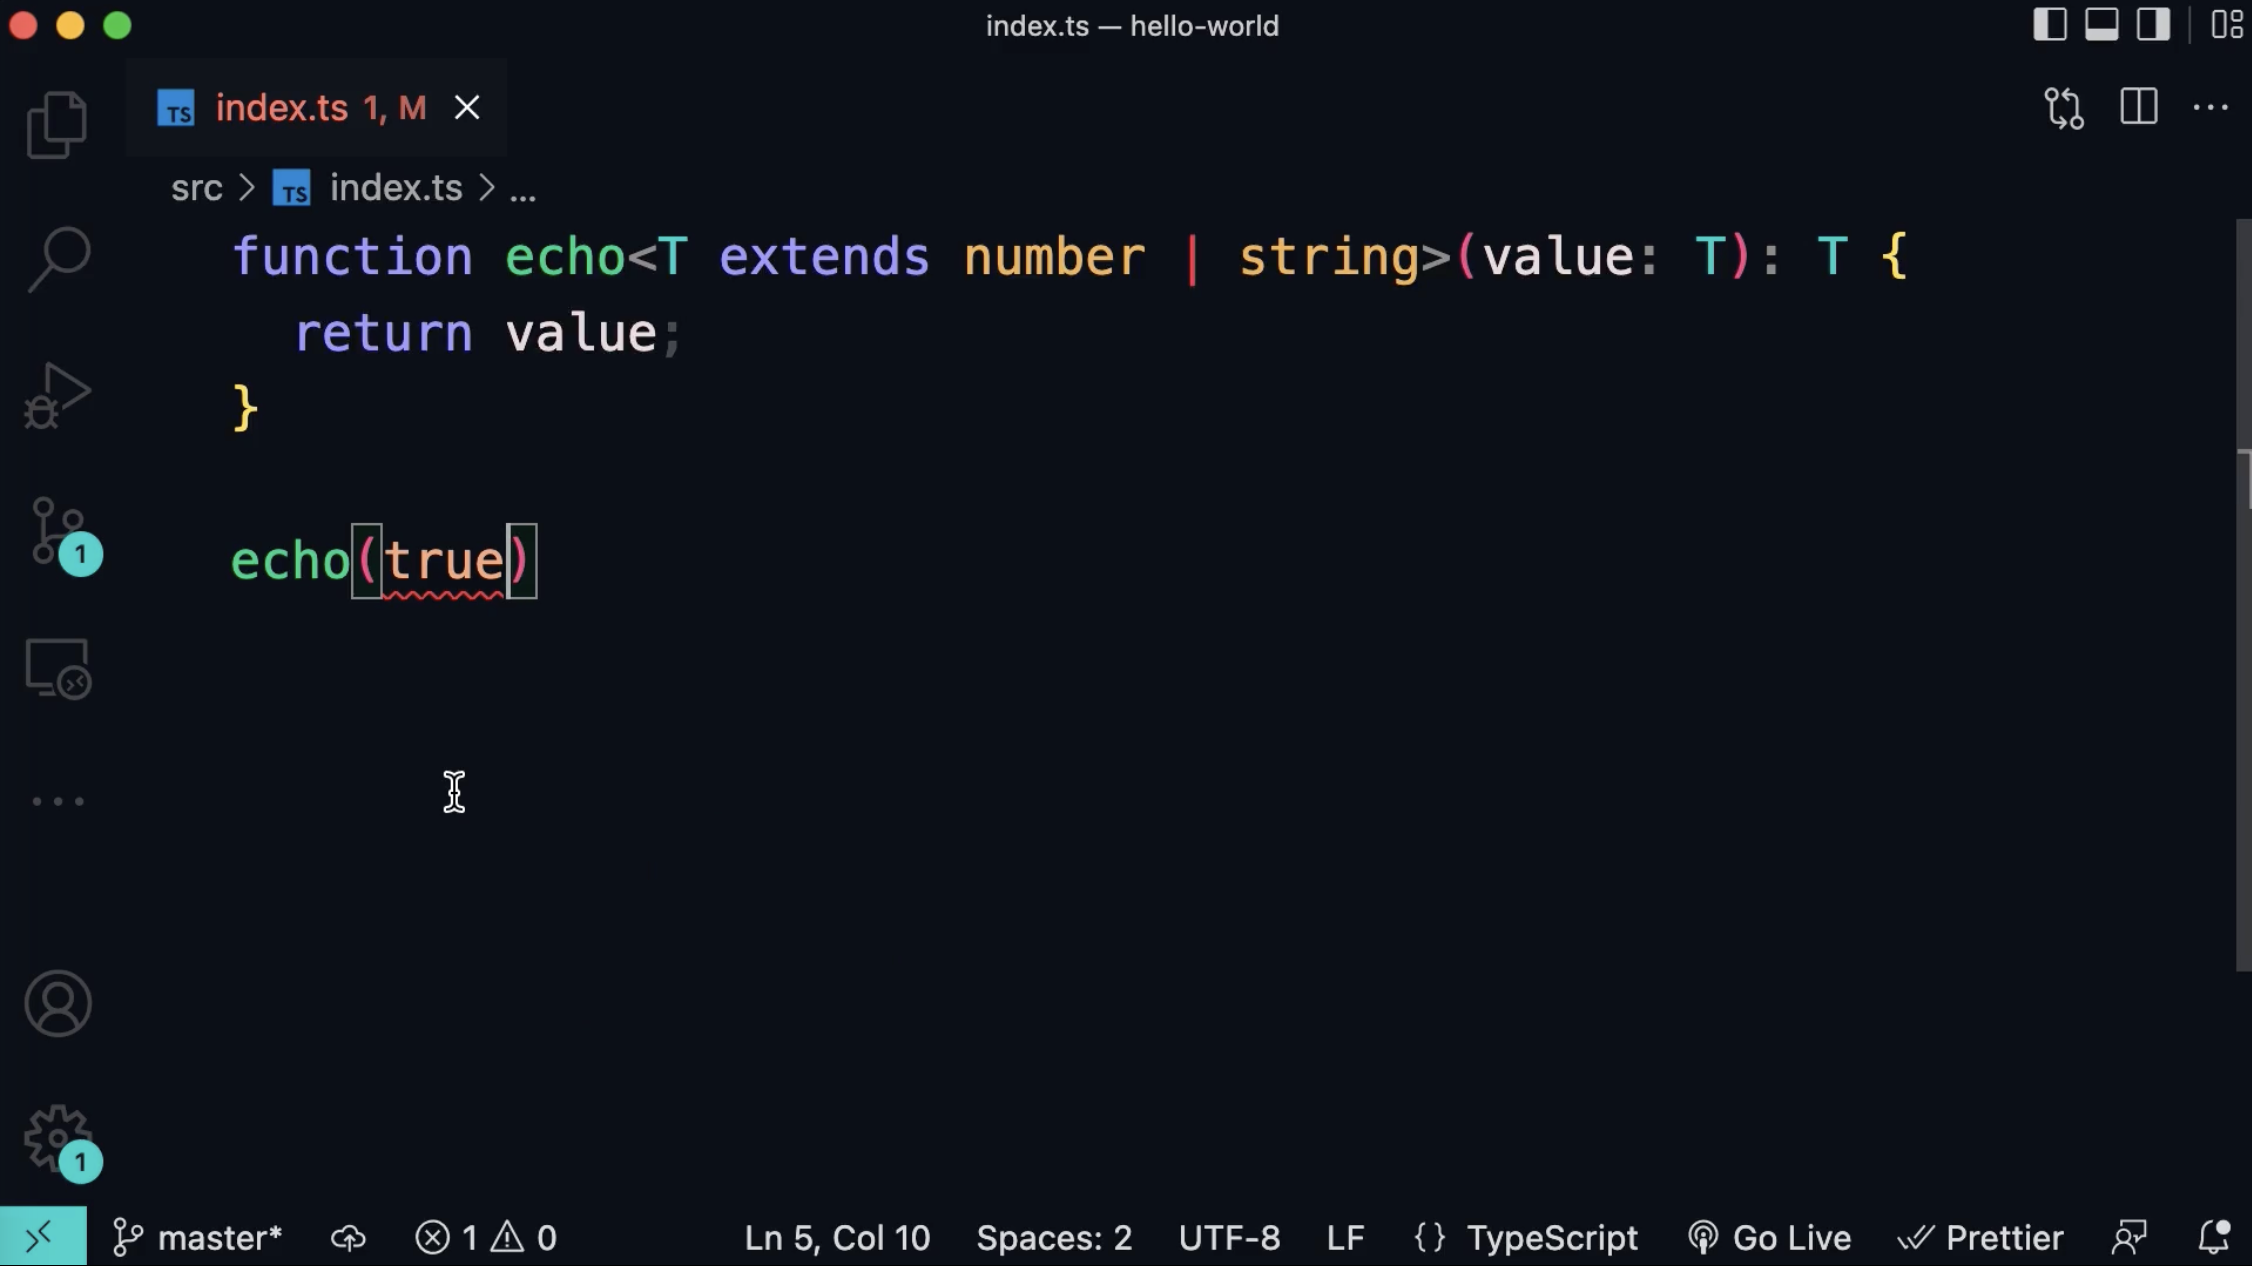 index.ts — hello-world
TS index.ts 1, M
src > TS index.ts > ...
function echo<T extends number | string>(value: T): T {
  return value;
}
echo(true)
1
1
master* 1 0 Ln 5, Col 10 Spaces: 2 UTF-8 LF {} TypeScript Go Live Prettier